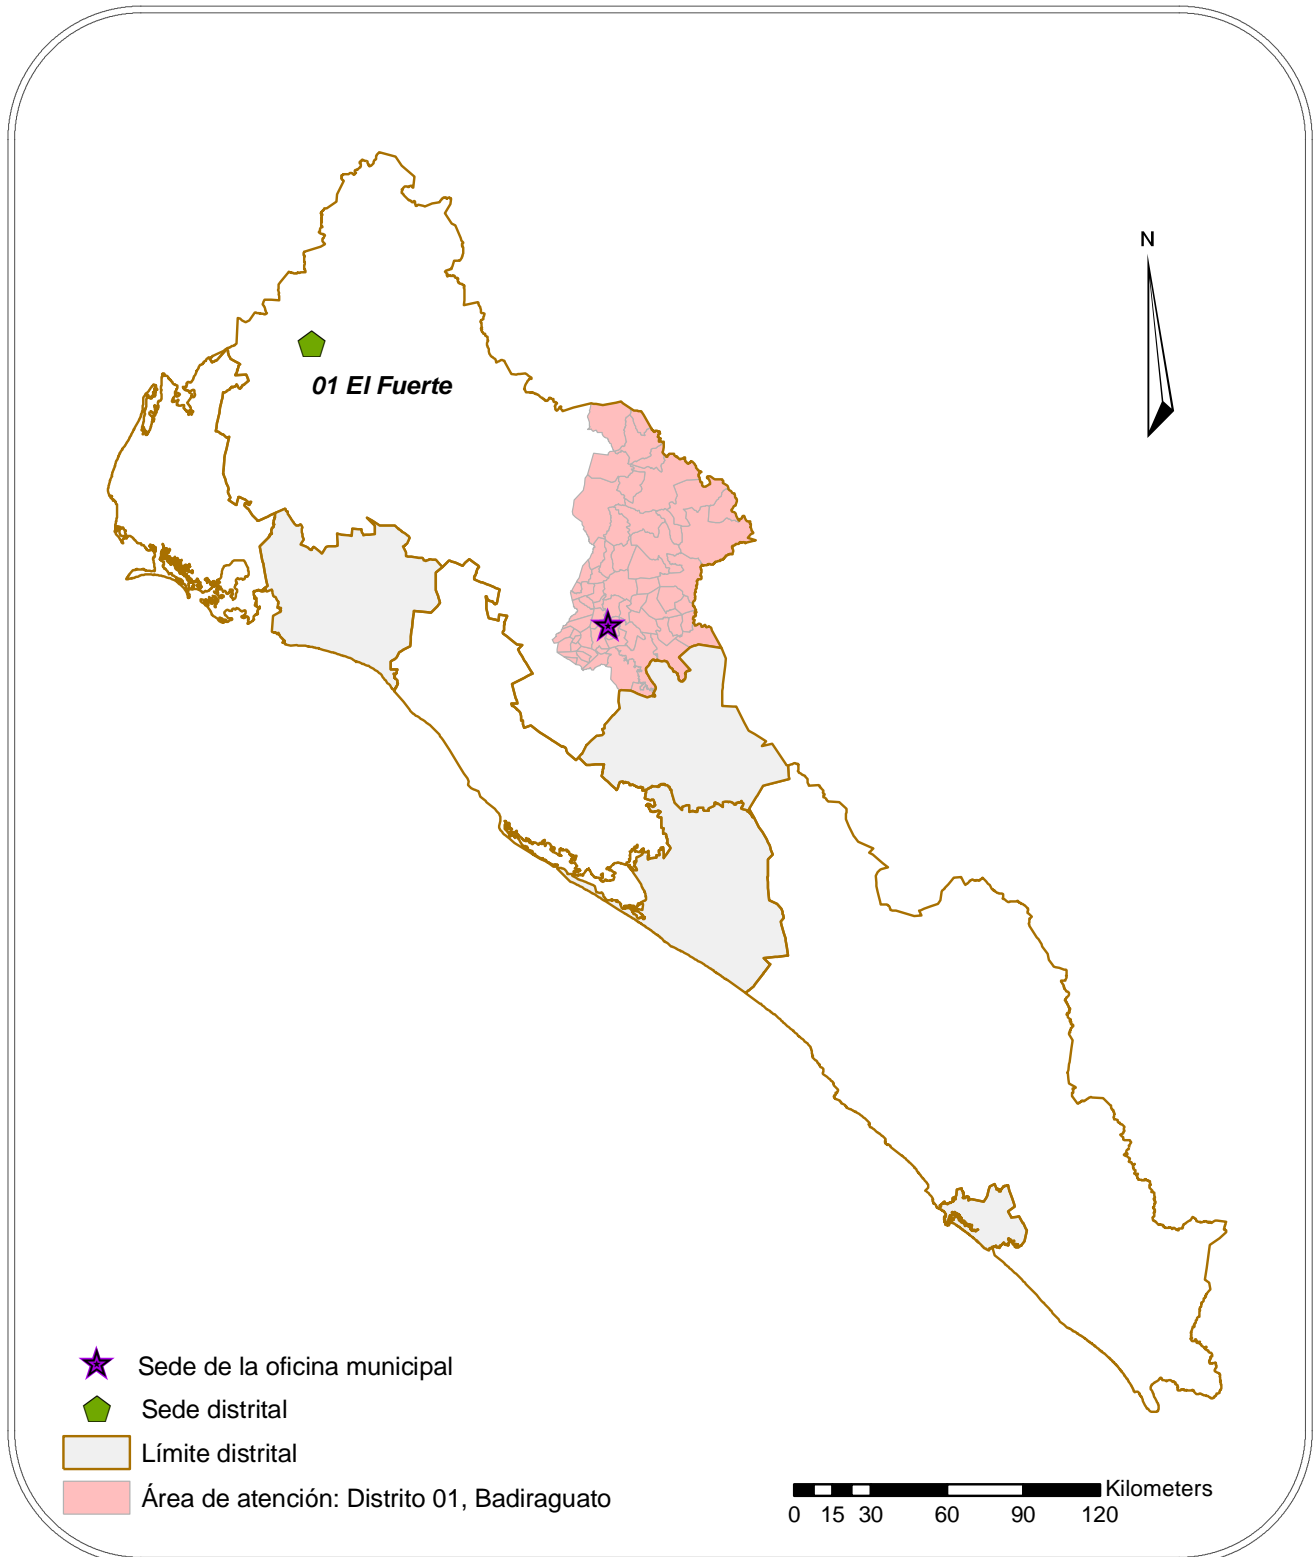 N
01 El Fuerte
Sede de la oficina municipal
Sede distrital
Límite distrital
Área de atención: Distrito 01, Badiraguato
Kilometers
0 15 30 60 90 120